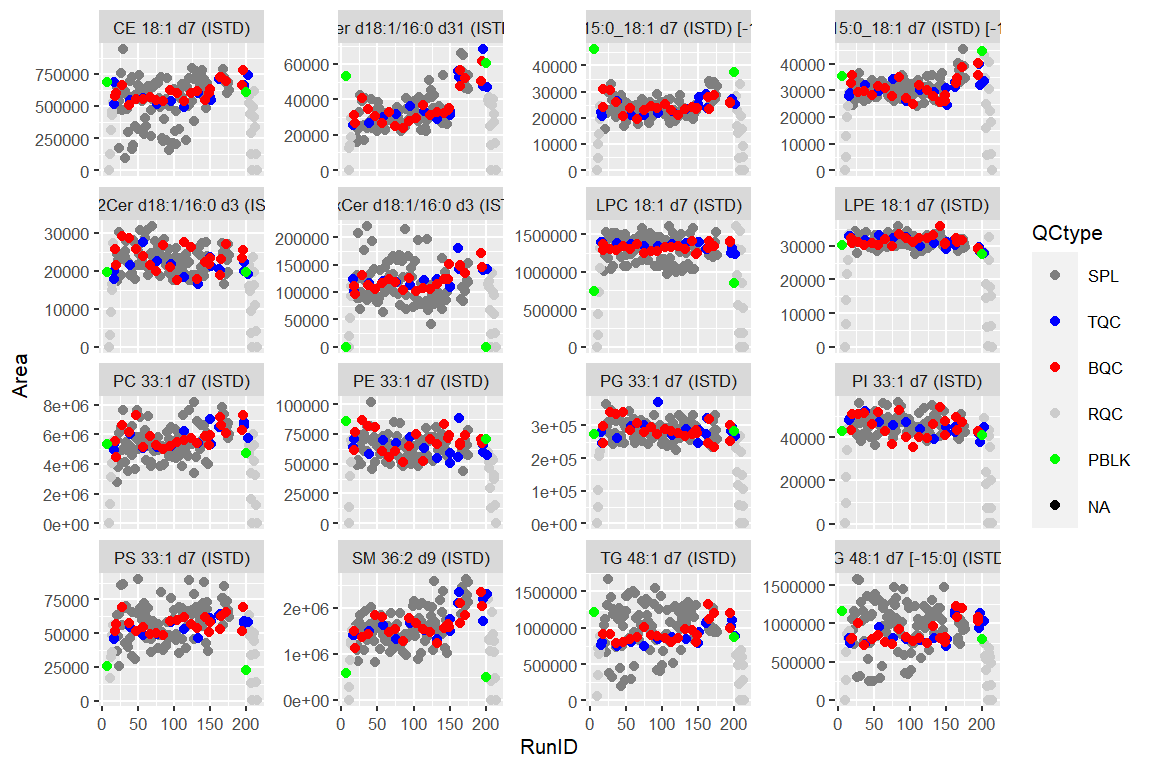 CE 18:1 d7 (ISTD)
er d18:1/16:0 d31 (IST
15:0_18:1 d7 (ISTD) [-1
15:0_18:1 d7 (ISTD) [-1
750000
500000
250000
0
60000
40000
20000
0
40000
30000
20000
10000
0
40000
30000
20000
10000
0
2Cer d18:1/16:0 d3 (IS
xCer d18:1/16:0 d3 (IST
LPC 18:1 d7 (ISTD)
LPE 18:1 d7 (ISTD)
30000
20000
10000
0
200000
150000
100000
50000
0
1500000
1000000
500000
0
30000
20000
10000
0
PC 33:1 d7 (ISTD)
PE 33:1 d7 (ISTD)
PG 33:1 d7 (ISTD)
PI 33:1 d7 (ISTD)
8e+06
6e+06
4e+06
2e+06
0e+00
100000
75000
50000
25000
0
3e+05
2e+05
1e+05
0e+00
40000
20000
0
PS 33:1 d7 (ISTD)
SM 36:2 d9 (ISTD)
TG 48:1 d7 (ISTD)
G 48:1 d7 [-15:0] (ISTD
75000
50000
25000
0
2e+06
1e+06
0e+00
1500000
1000000
500000
0
1500000
1000000
500000
0
0 50 100 150 200
0 50 100 150 200
0 50 100 150 200
0 50 100 150 200
RunID
Area
QCtype
SPL
TQC
BQC
RQC
PBLK
NA